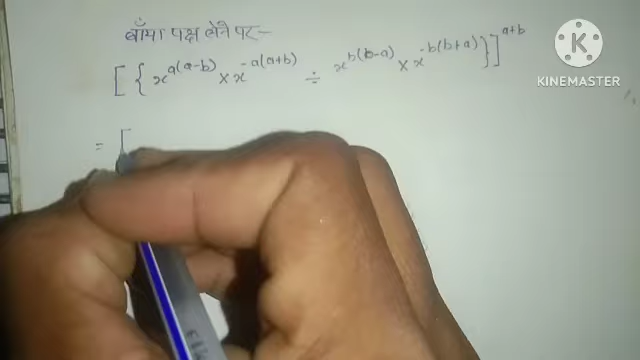 बाँया पक्ष लेने पर:-
[ { x^{a(a-b)} × x^{-a(a+b)} ÷ x^{b(b-a)} × x^{-b(b+a)} } ]^{a+b}
= [
K
KINEMASTER